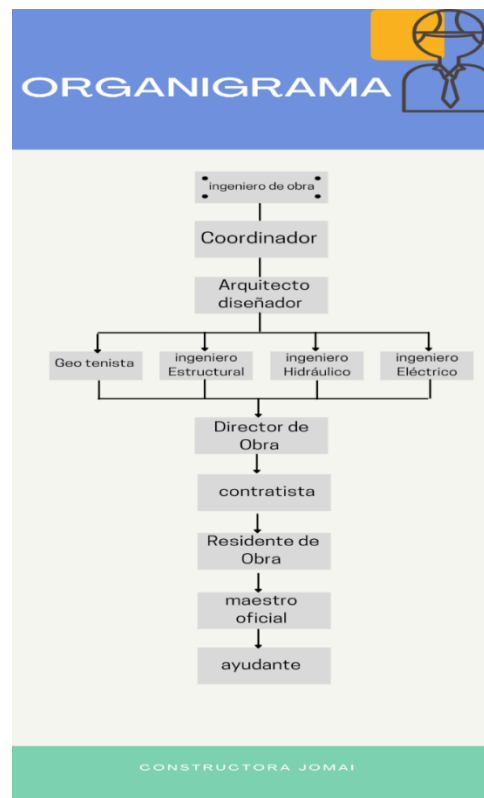 ORGANIGRAMA
ingeniero de obra
Coordinador
Arquitecto
diseñador
Geo tenista
ingeniero
Estructural
ingeniero
Hidráulico
ingeniero
Eléctrico
Director de
Obra
contratista
Residente de
Obra
maestro
oficial
ayudante
CONSTRUCTORA JOMAI